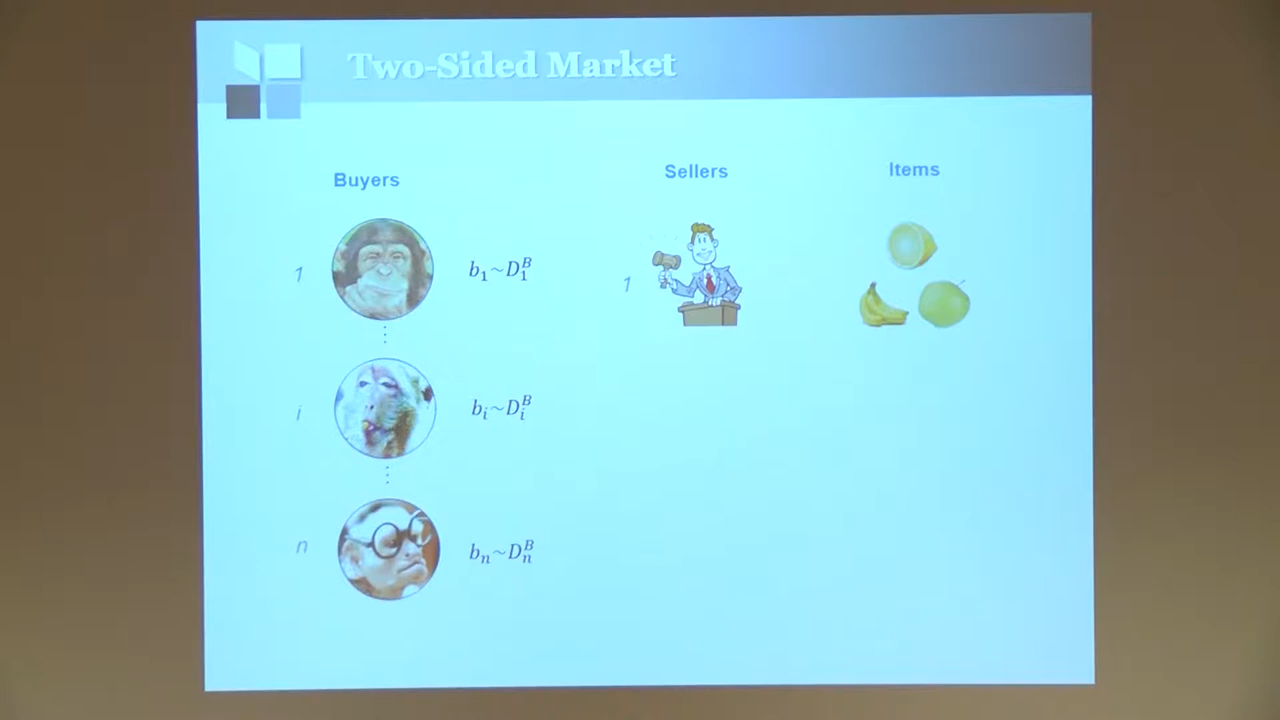 Two-Sided Market
Buyers
Sellers
Items
1
b₁~D₁ᴮ
1
⋮
i
bᵢ~Dᵢᴮ
⋮
n
bₙ~Dₙᴮ